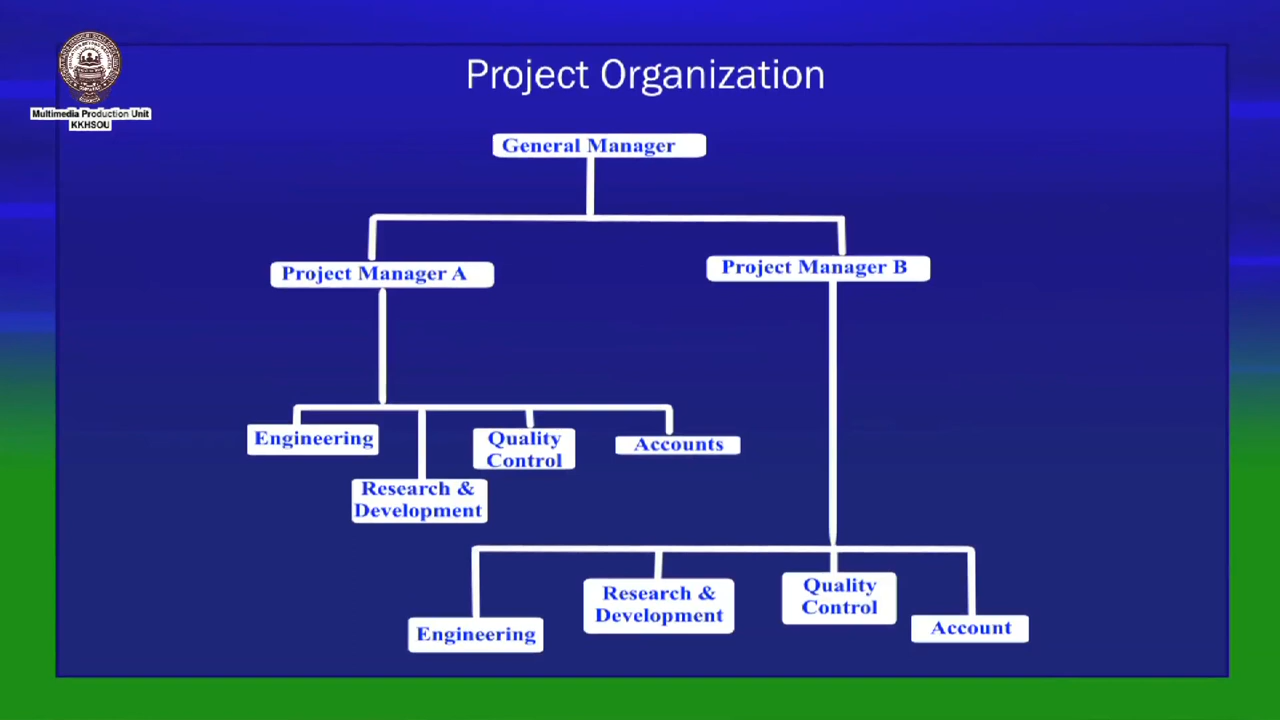 Project Organization
Multimedia Production Unit
KKHSOU
General Manager
Project Manager A
Project Manager B
Engineering
Quality
Control
Accounts
Research &
Development
Engineering
Research &
Development
Quality
Control
Account